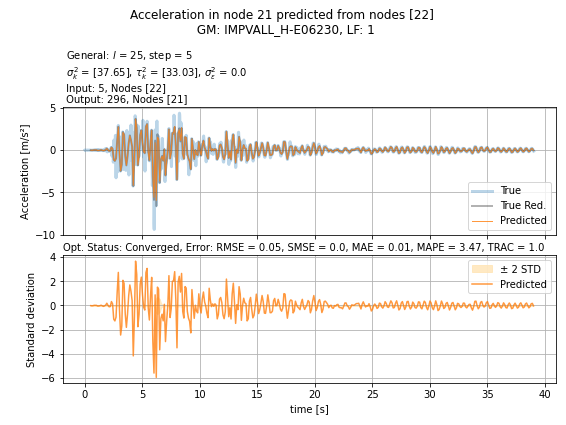 Acceleration in node 21 predicted from nodes [22]
GM: IMPVALL_H-E06230, LF: 1
General: l = 25, step = 5
σ²ₖ = [37.65], τ²ₖ = [33.03], σ²ε = 0.0
Input: 5, Nodes [22]
Output: 296, Nodes [21]
5
0
−5
−10
Acceleration [m/s²]
True
True Red.
Predicted
Opt. Status: Converged, Error: RMSE = 0.05, SMSE = 0.0, MAE = 0.01, MAPE = 3.47, TRAC = 1.0
4
2
0
−2
−4
−6
Standard deviation
± 2 STD
Predicted
0 5 10 15 20 25 30 35 40
time [s]